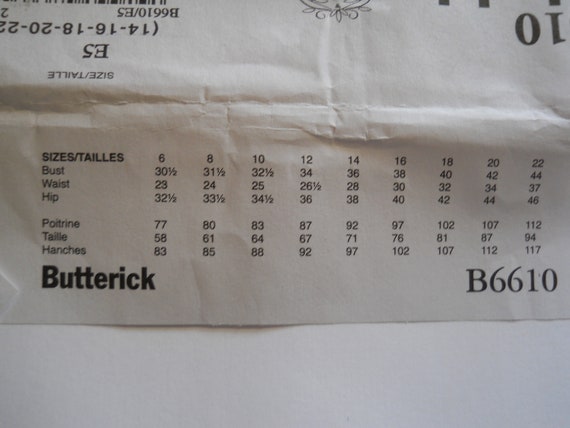 10
B6610/E5
(14-16-18-20-22
E5
SIZE/TAILLE
SIZES/TAILLES 6 8 10 12 14 16 18 20 22
Bust 30½ 31½ 32½ 34 36 38 40 42 44
Waist 23 24 25 26½ 28 30 32 34 37
Hip 32½ 33½ 34½ 36 38 40 42 44 46
Poitrine 77 80 83 87 92 97 102 107 112
Taille 58 61 64 67 71 76 81 87 94
Hanches 83 85 88 92 97 102 107 112 117
Butterick B6610